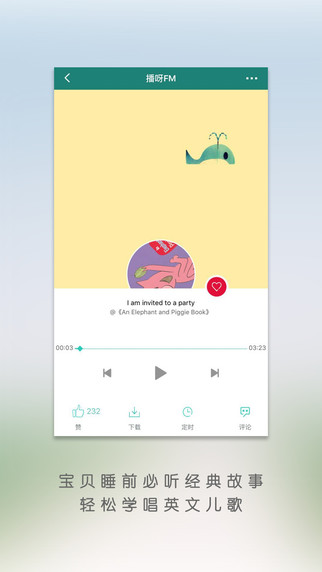 播呀FM
I am invited to a party
@《An Elephant and Piggie Book》
00:03
03:23
232
赞
下载
定时
评论
宝贝睡前必听经典故事
轻松学唱英文儿歌